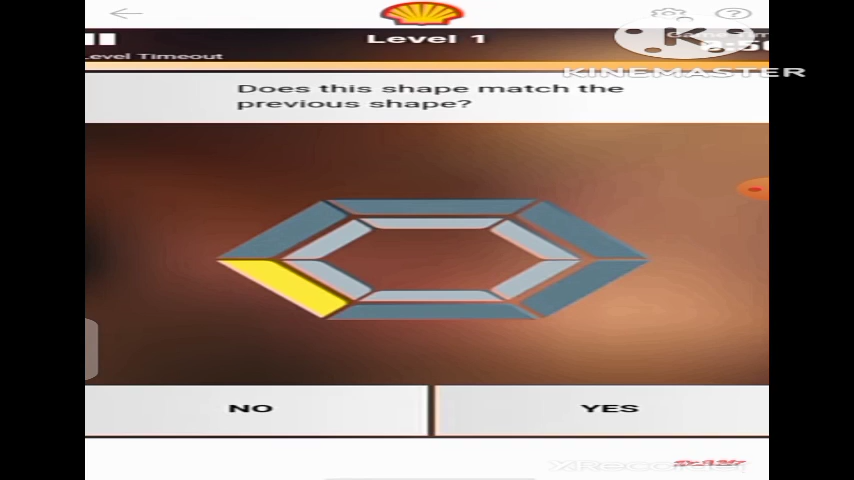 Level 1
Level Timeout
KINEMASTER
Does this shape match the
previous shape?
NO
YES